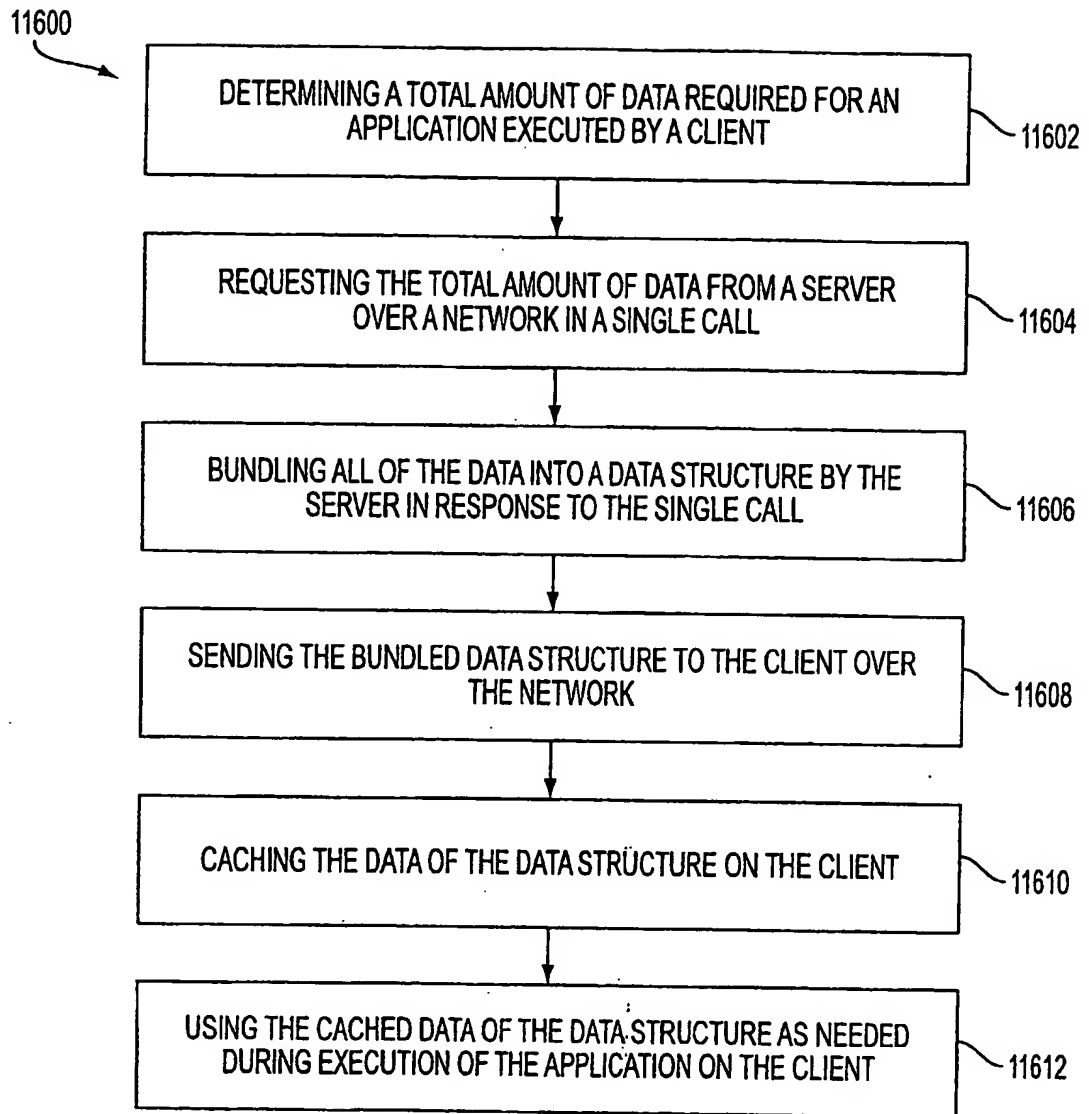 11600
DETERMINING A TOTAL AMOUNT OF DATA REQUIRED FOR AN
APPLICATION EXECUTED BY A CLIENT
11602
REQUESTING THE TOTAL AMOUNT OF DATA FROM A SERVER
OVER A NETWORK IN A SINGLE CALL
11604
BUNDLING ALL OF THE DATA INTO A DATA STRUCTURE BY THE
SERVER IN RESPONSE TO THE SINGLE CALL
11606
SENDING THE BUNDLED DATA STRUCTURE TO THE CLIENT OVER
THE NETWORK
11608
CACHING THE DATA OF THE DATA STRUCTURE ON THE CLIENT
11610
USING THE CACHED DATA OF THE DATA STRUCTURE AS NEEDED
DURING EXECUTION OF THE APPLICATION ON THE CLIENT
11612